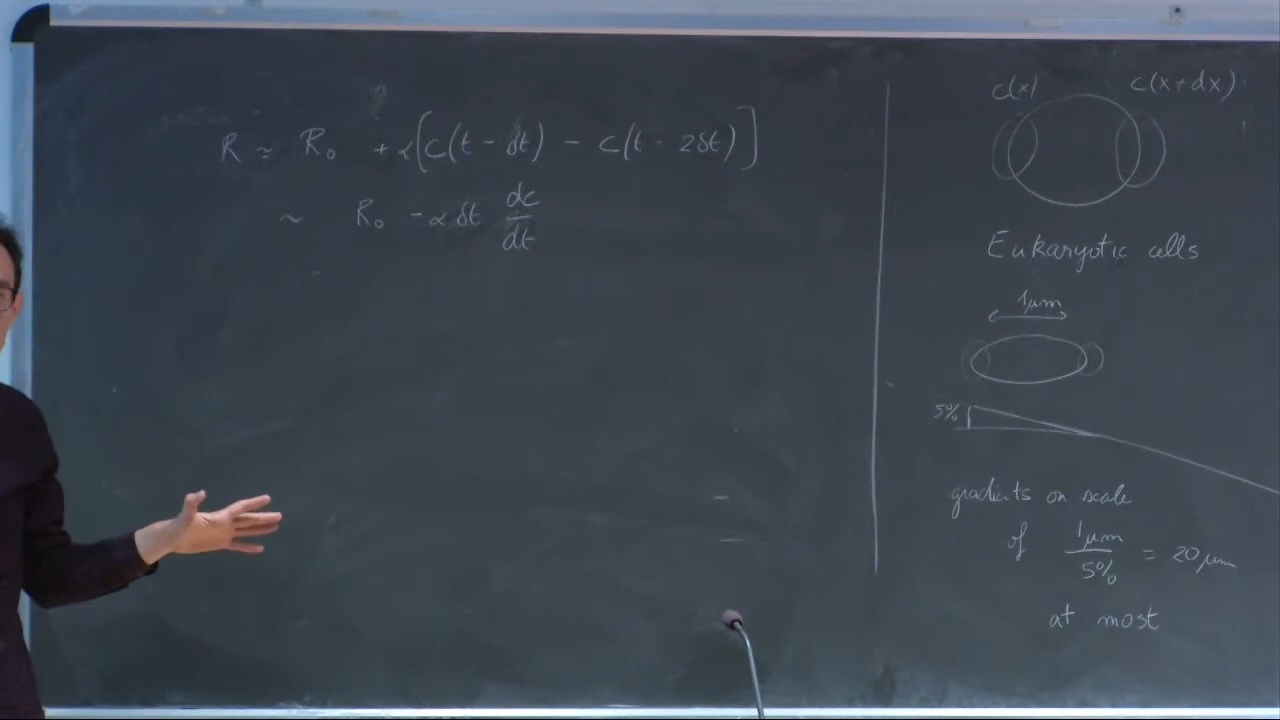 R ≃ R₀ + α[c(t - δt) - c(t - 2δt)]
~ R₀ - α δt dc/dt
c(x) c(x+dx)
Eukaryotic cells
1μm
5%
gradients on scale
of 1μm/5% = 20μm
at most